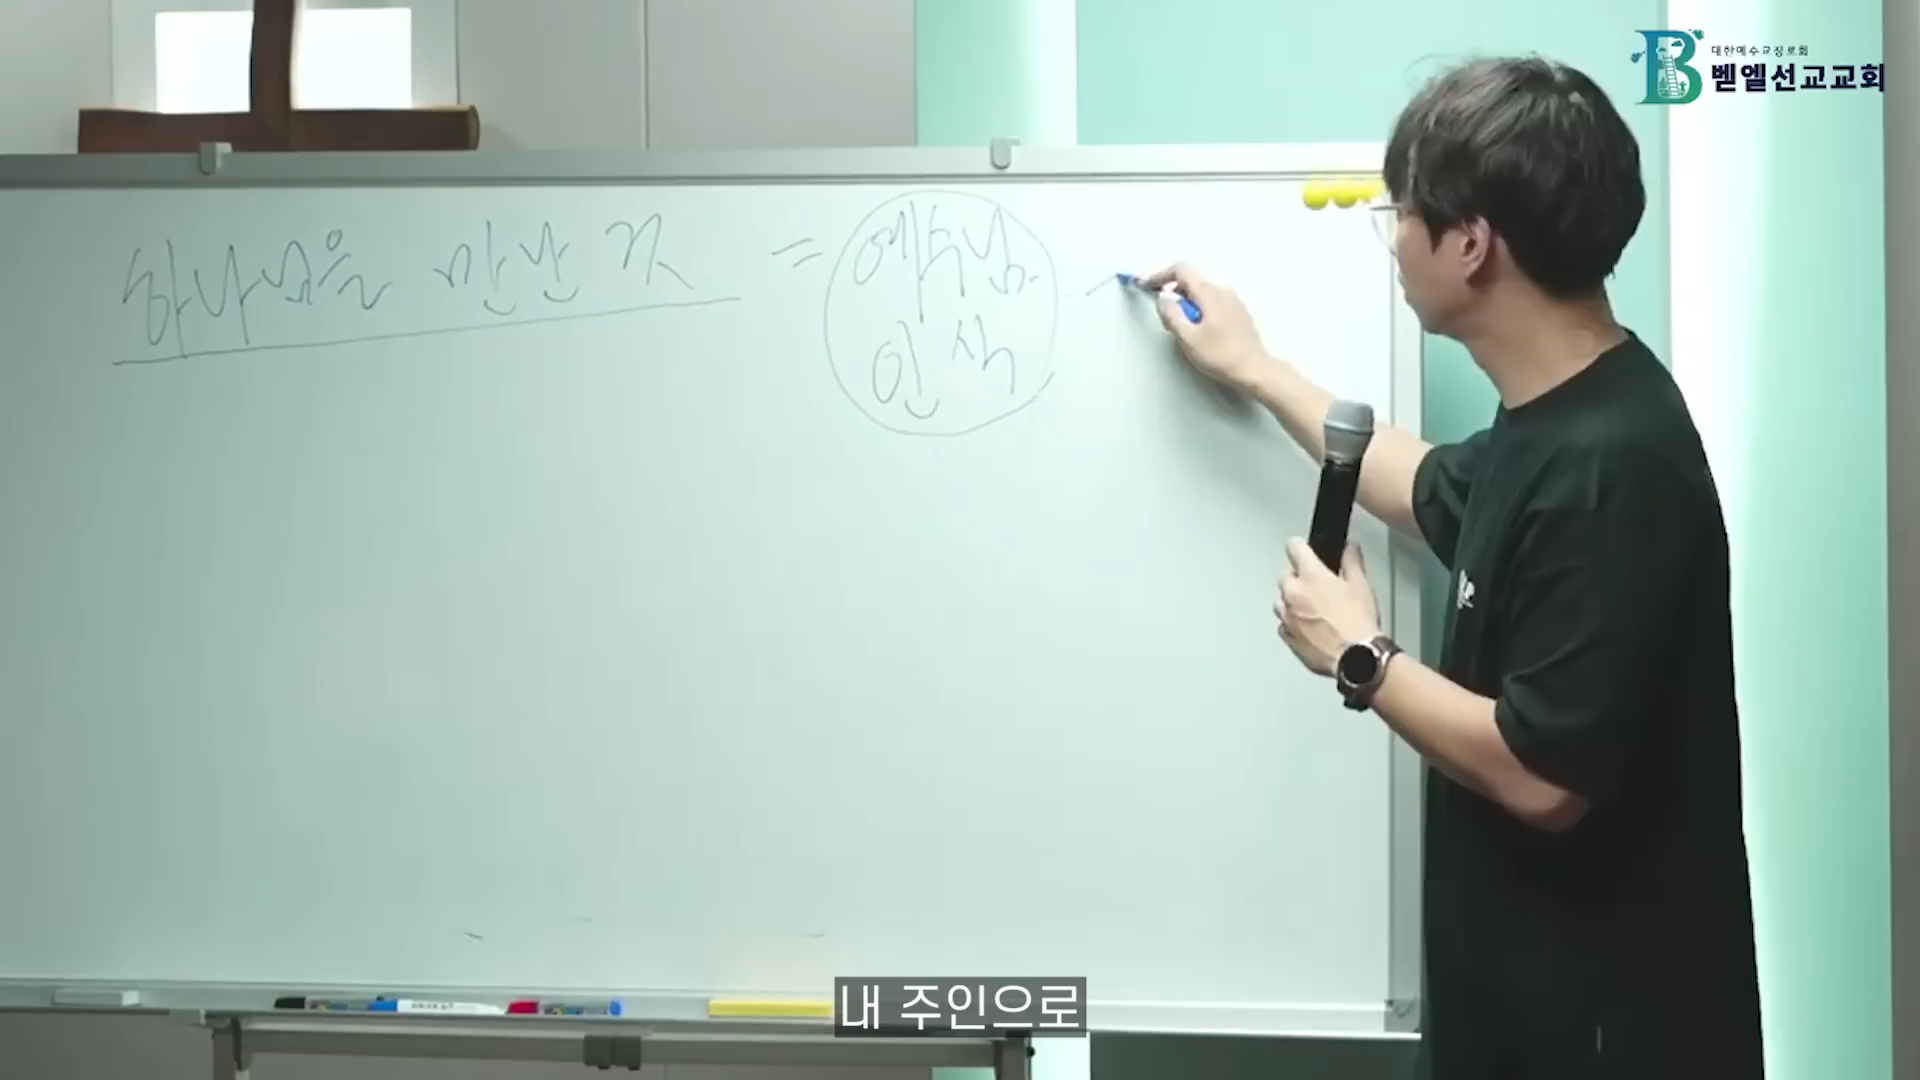 대한예수교장로회
벧엘선교교회
하나님을 만난 것 = 예수님
인식
내 주인으로